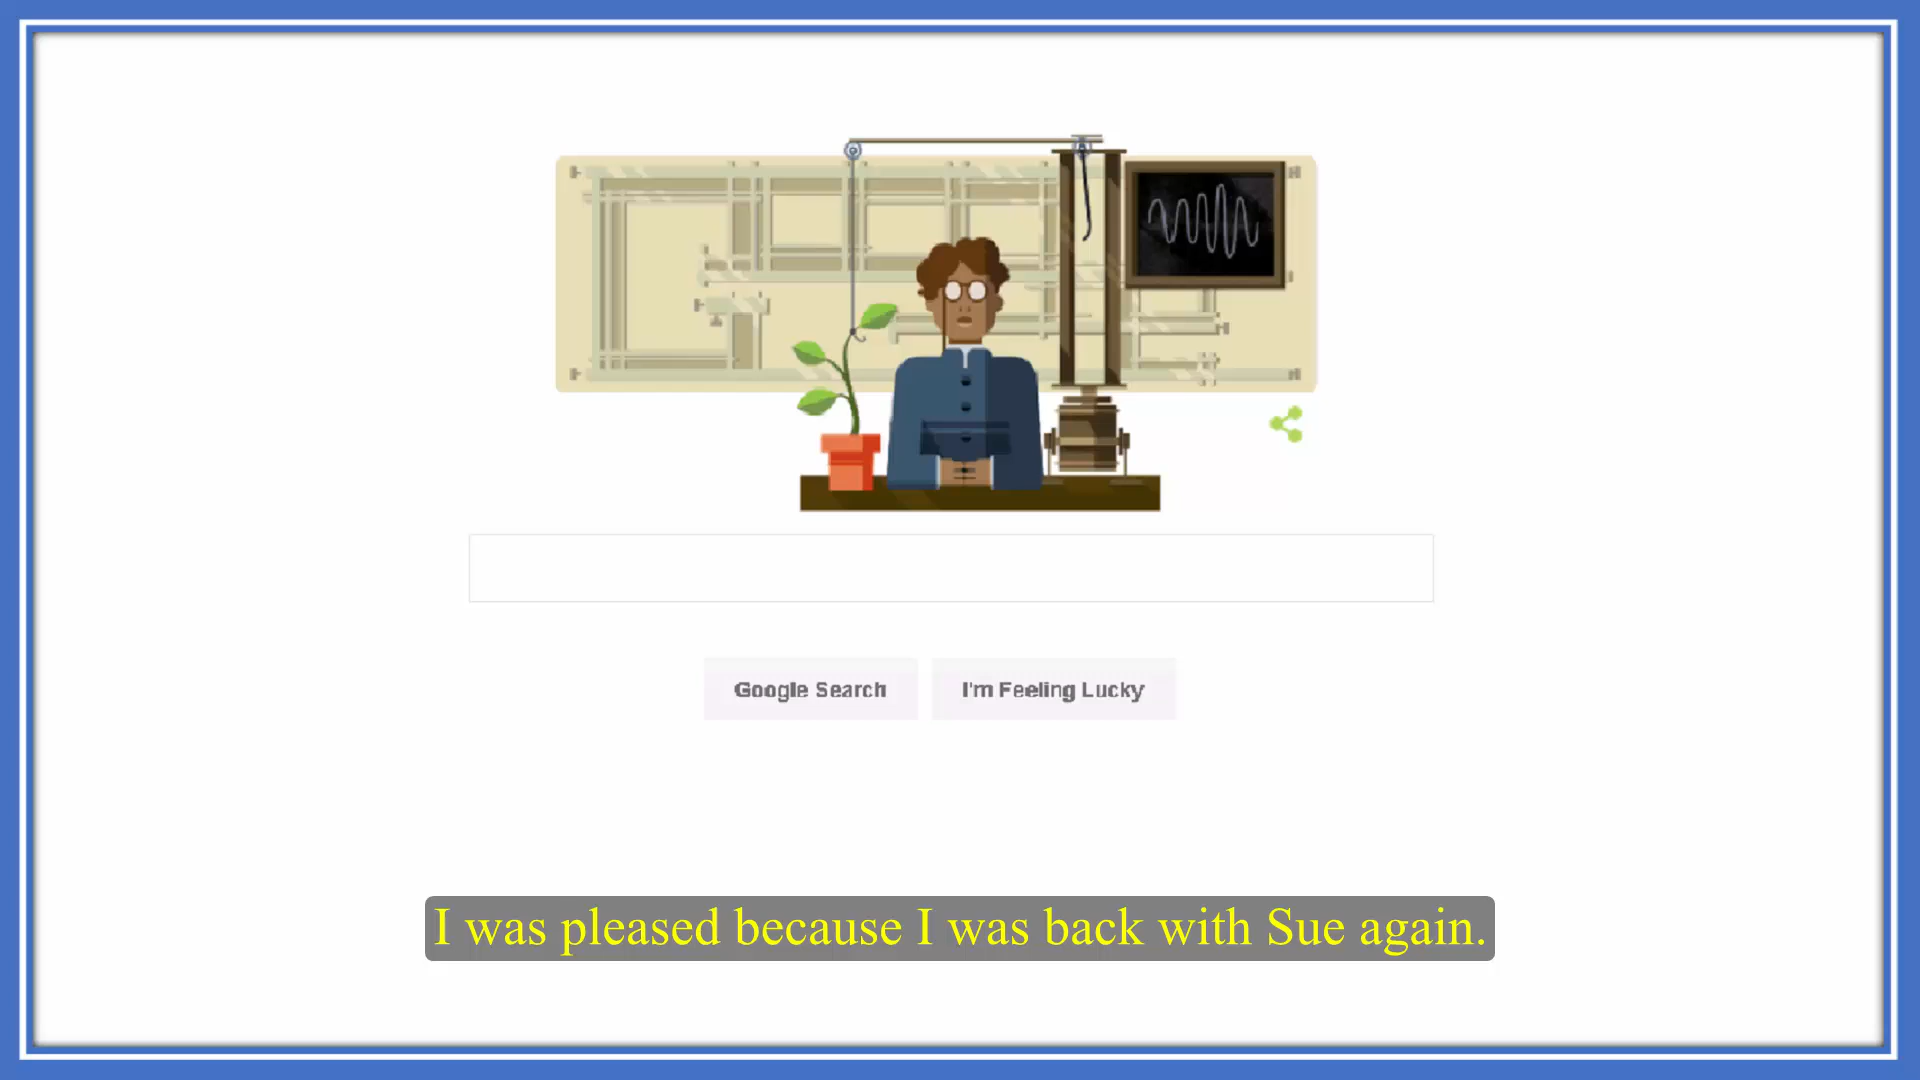 Google Search
I'm Feeling Lucky
I was pleased because I was back with Sue again.